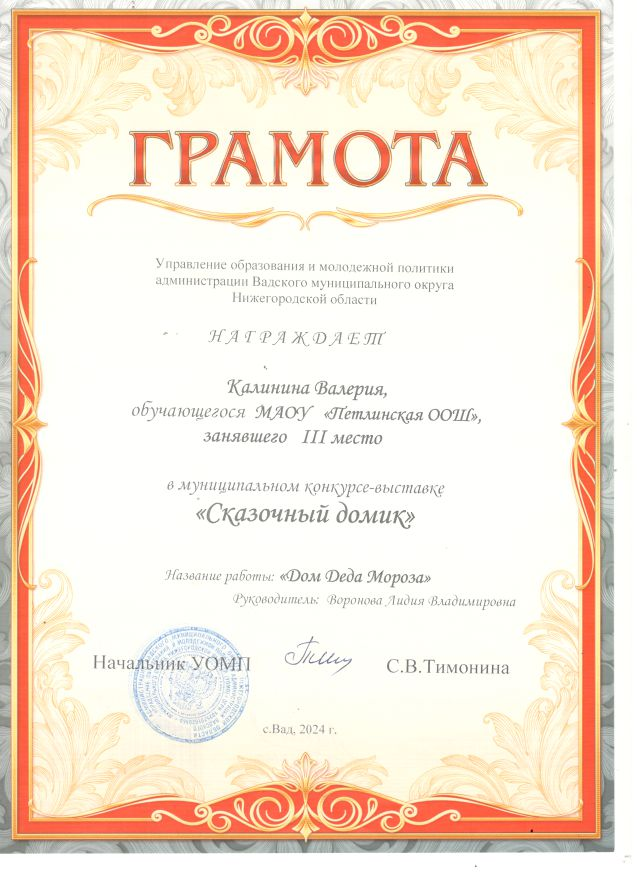 ГРАМОТА
Управление образования и молодежной политики
администрации Вадского муниципального округа
Нижегородской области
НАГРАЖДАЕТ
Калинина Валерия,
обучающегося МАОУ «Петлинская ООШ»,
занявшего III место
в муниципальном конкурсе-выставке
«Сказочный домик»
Название работы: «Дом Деда Мороза»
Руководитель: Воронова Лидия Владимировна
Начальник УОМП
С.В.Тимонина
с.Вад, 2024 г.